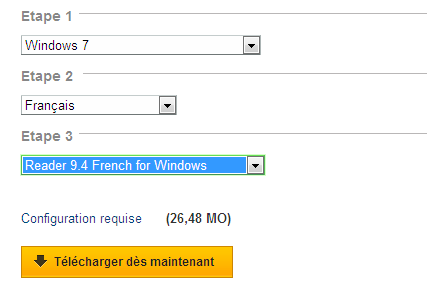 Etape 1
Windows 7
Etape 2
Français
Etape 3
Reader 9.4 French for Windows
Configuration requise (26,48 MO)
Télécharger dès maintenant